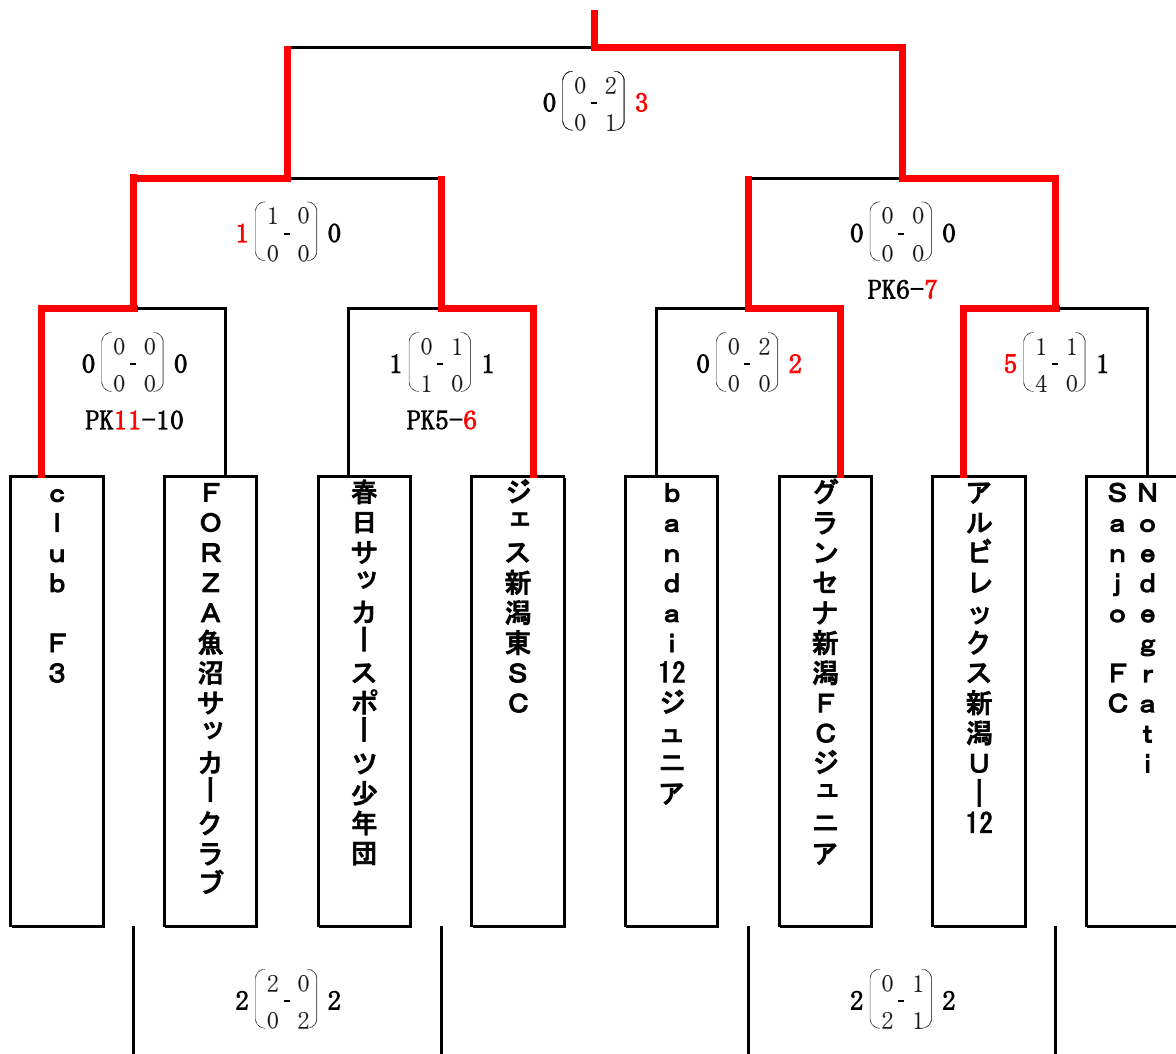 0 0 - 2 3
0 - 1
1 1 - 0 0
0 - 0
0 0 - 0 0
0 - 0
PK6-7
0 0 - 0 0
0 - 0
PK11-10
1 0 - 1 1
1 - 0
PK5-6
0 0 - 2 2
0 - 0
5 1 - 1 1
4 - 0
club F3
FORZA魚沼サッカークラブ
春日サッカースポーツ少年団
ジェス新潟東SC
bandai12ジュニア
グランセナ新潟FCジュニア
アルビレックス新潟U－12
Noedegrati
Sanjo FC
2 2 - 0 2
0 - 2
2 0 - 1 2
2 - 1